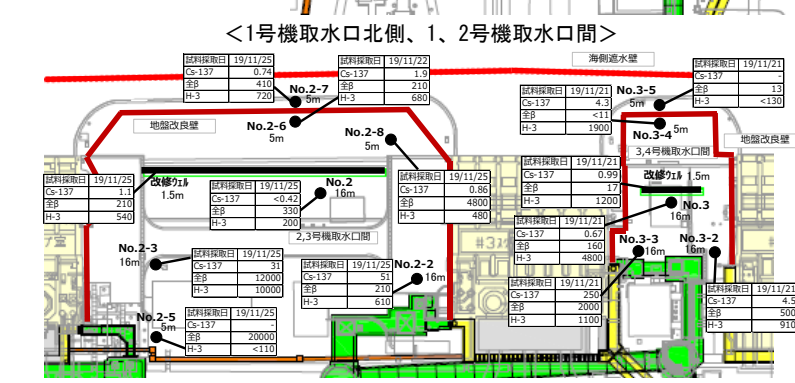 ＜1号機取水口北側、1、2号機取水口間＞
海側遮水壁
試料採取日 19/11/25
Cs-137 0.74
全β 410
H-3 720
No.2-7
5m
試料採取日 19/11/22
Cs-137 1.9
全β 210
H-3 680
No.2-6
5m
No.2-8
5m
地盤改良壁
試料採取日 19/11/21
Cs-137 4.3
全β <11
H-3 1900
No.3-5
5m
試料採取日 19/11/21
Cs-137 -
全β 13
H-3 <130
No.3-4
5m
地盤改良壁
3,4号機取水口間
試料採取日 19/11/25
Cs-137 1.1
全β 210
H-3 540
改修ウェル
1.5m
試料採取日 19/11/25
Cs-137 <0.42
全β 330
H-3 200
No.2
16m
試料採取日 19/11/25
Cs-137 0.86
全β 4800
H-3 480
試料採取日 19/11/21
Cs-137 0.99
全β 17
H-3 1200
改修ウェル 1.5m
No.3
16m
2,3号機取水口間
試料採取日 19/11/21
Cs-137 0.67
全β 160
H-3 4800
No.2-3
16m
試料採取日 19/11/25
Cs-137 31
全β 12000
H-3 10000
試料採取日 19/11/25
Cs-137 51
全β 210
H-3 610
No.2-2
16m
No.3-3
16m
No.3-2
16m
試料採取日 19/11/21
Cs-137 250
全β 2000
H-3 1100
試料採取日 19/11/21
Cs-137 4.5
全β 500
H-3 910
No.2-5
5m
試料採取日 19/11/25
Cs-137 -
全β 20000
H-3 <110